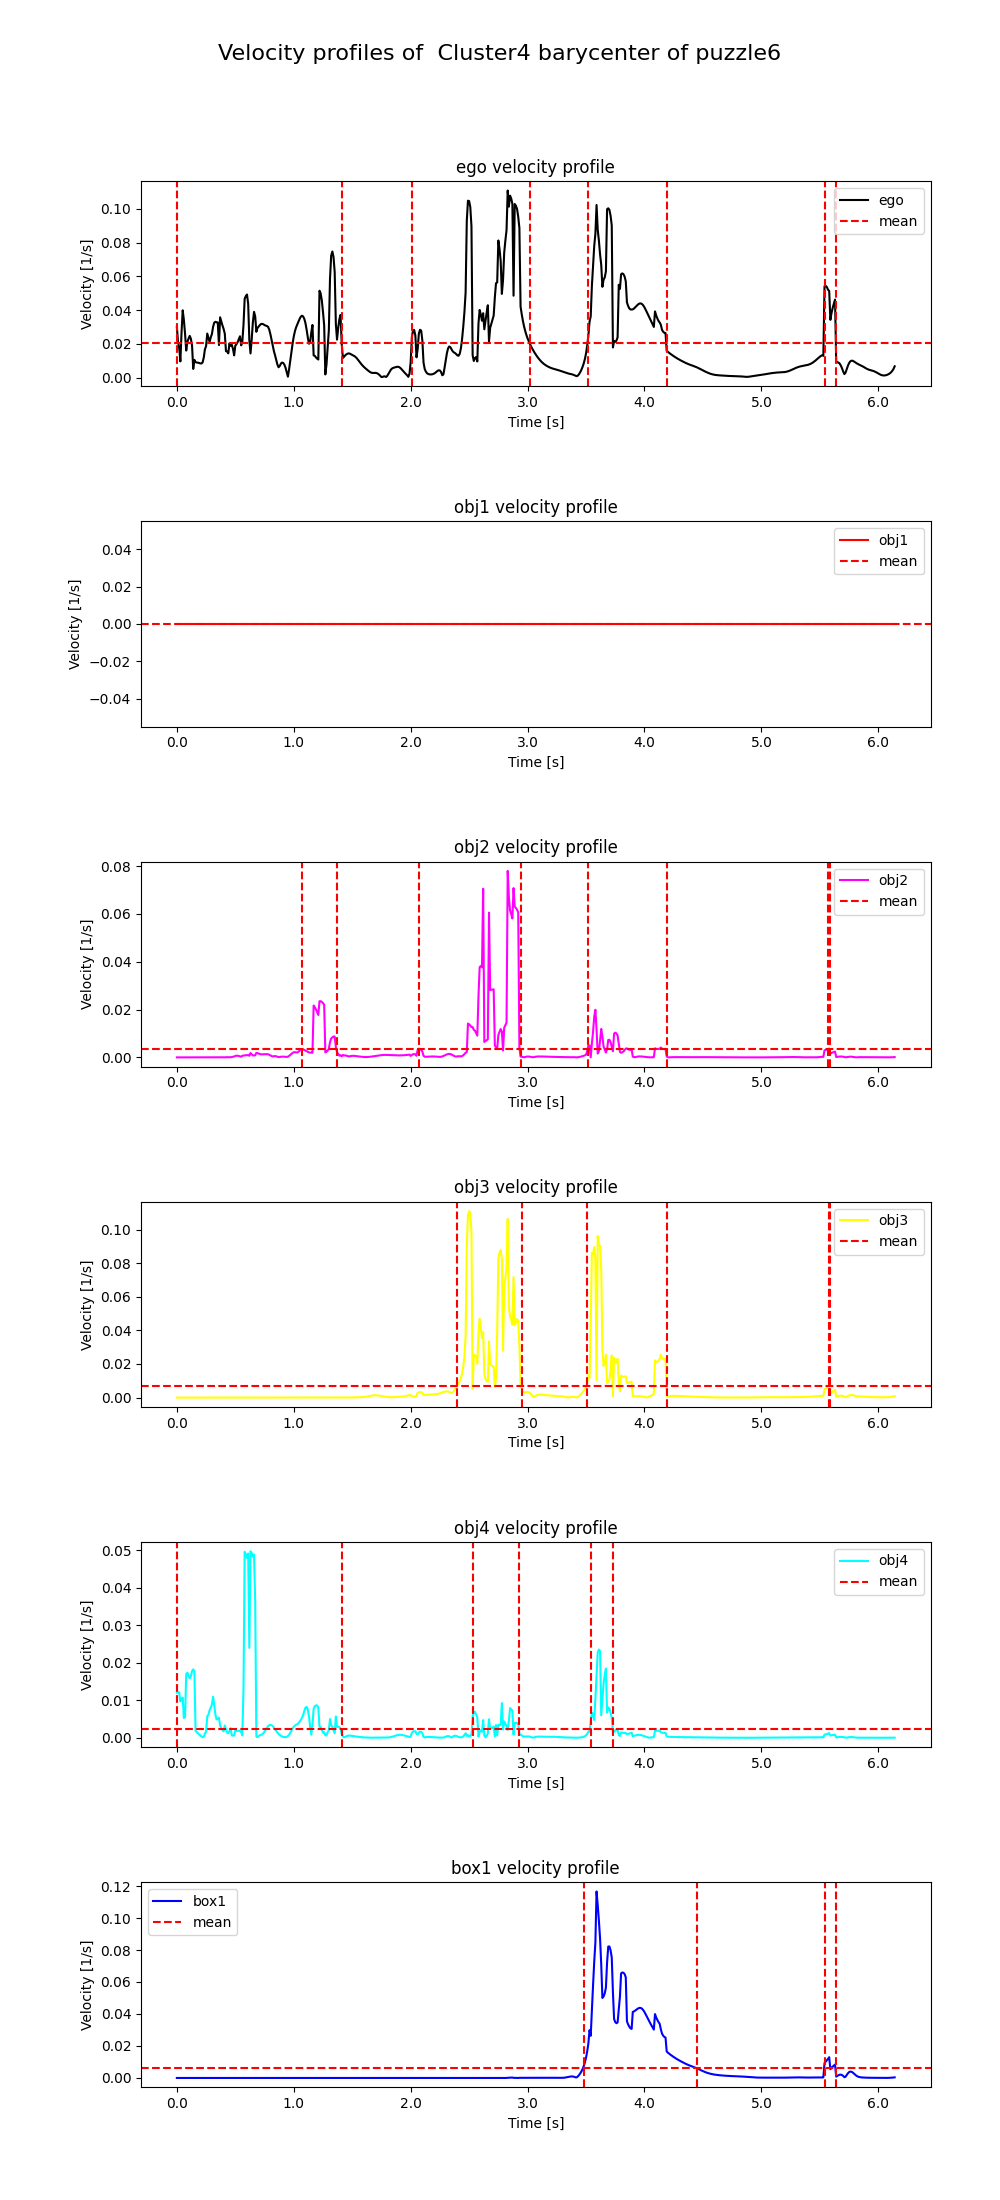 Velocity profiles of  Cluster4 barycenter of puzzle6
ego velocity profile
Velocity [1/s]
0.10
0.08
0.06
0.04
0.02
0.00
ego
mean
0.0 1.0 2.0 3.0 4.0 5.0 6.0
Time [s]
obj1 velocity profile
Velocity [1/s]
0.04
0.02
0.00
−0.02
−0.04
obj1
mean
0.0 1.0 2.0 3.0 4.0 5.0 6.0
Time [s]
obj2 velocity profile
Velocity [1/s]
0.08
0.06
0.04
0.02
0.00
obj2
mean
0.0 1.0 2.0 3.0 4.0 5.0 6.0
Time [s]
obj3 velocity profile
Velocity [1/s]
0.10
0.08
0.06
0.04
0.02
0.00
obj3
mean
0.0 1.0 2.0 3.0 4.0 5.0 6.0
Time [s]
obj4 velocity profile
Velocity [1/s]
0.05
0.04
0.03
0.02
0.01
0.00
obj4
mean
0.0 1.0 2.0 3.0 4.0 5.0 6.0
Time [s]
box1 velocity profile
Velocity [1/s]
0.12
0.10
0.08
0.06
0.04
0.02
0.00
box1
mean
0.0 1.0 2.0 3.0 4.0 5.0 6.0
Time [s]